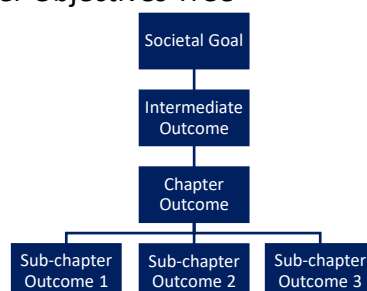 Objectives Tree
Societal Goal
Intermediate
Outcome
Chapter
Outcome
Sub-chapter
Outcome 1
Sub-chapter
Outcome 2
Sub-chapter
Outcome 3